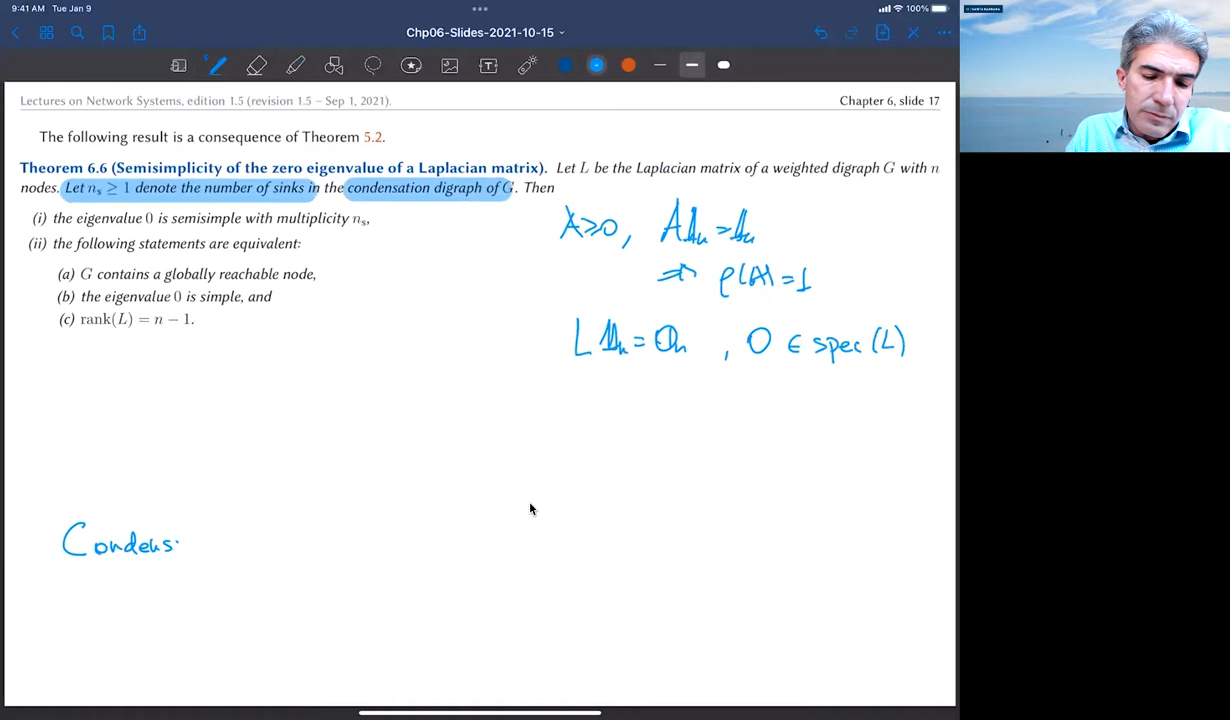 9:41 AM Tue Jan 9
100%
Chp06-Slides-2021-10-15
Lectures on Network Systems, edition 1.5 (revision 1.5 – Sep 1, 2021).
Chapter 6, slide 17
The following result is a consequence of Theorem 5.2.
Theorem 6.6 (Semisimplicity of the zero eigenvalue of a Laplacian matrix). Let L be the Laplacian matrix of a weighted digraph G with n
nodes. Let nₛ ≥ 1 denote the number of sinks in the condensation digraph of G. Then
(i) the eigenvalue 0 is semisimple with multiplicity nₛ,
(ii) the following statements are equivalent:
(a) G contains a globally reachable node,
(b) the eigenvalue 0 is simple, and
(c) rank(L) = n − 1.
A≥0, A𝟙ₙ=𝟙ₙ
⇒ ρ(A) = 1
L 𝟙ₙ = 𝟘ₙ , 0 ∈ spec(L)
Condens.